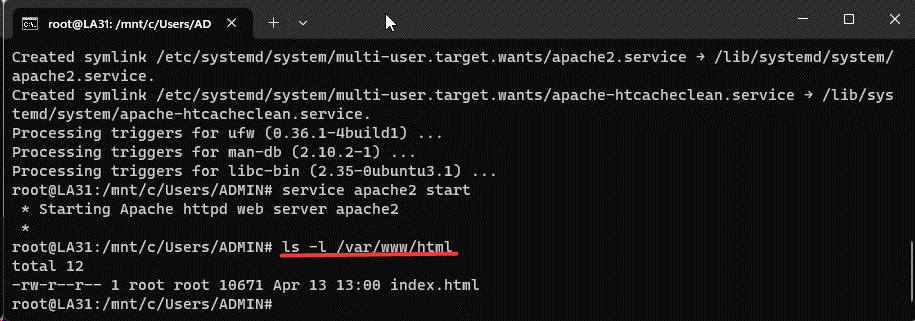 root@LA31: /mnt/c/Users/AD
Created symlink /etc/systemd/system/multi-user.target.wants/apache2.service → /lib/systemd/system/
apache2.service.
Created symlink /etc/systemd/system/multi-user.target.wants/apache-htcacheclean.service → /lib/sys
temd/system/apache-htcacheclean.service.
Processing triggers for ufw (0.36.1-4build1) ...
Processing triggers for man-db (2.10.2-1) ...
Processing triggers for libc-bin (2.35-0ubuntu3.1) ...
root@LA31:/mnt/c/Users/ADMIN# service apache2 start
 * Starting Apache httpd web server apache2
 *
root@LA31:/mnt/c/Users/ADMIN# ls -l /var/www/html
total 12
-rw-r--r-- 1 root root 10671 Apr 13 13:00 index.html
root@LA31:/mnt/c/Users/ADMIN#